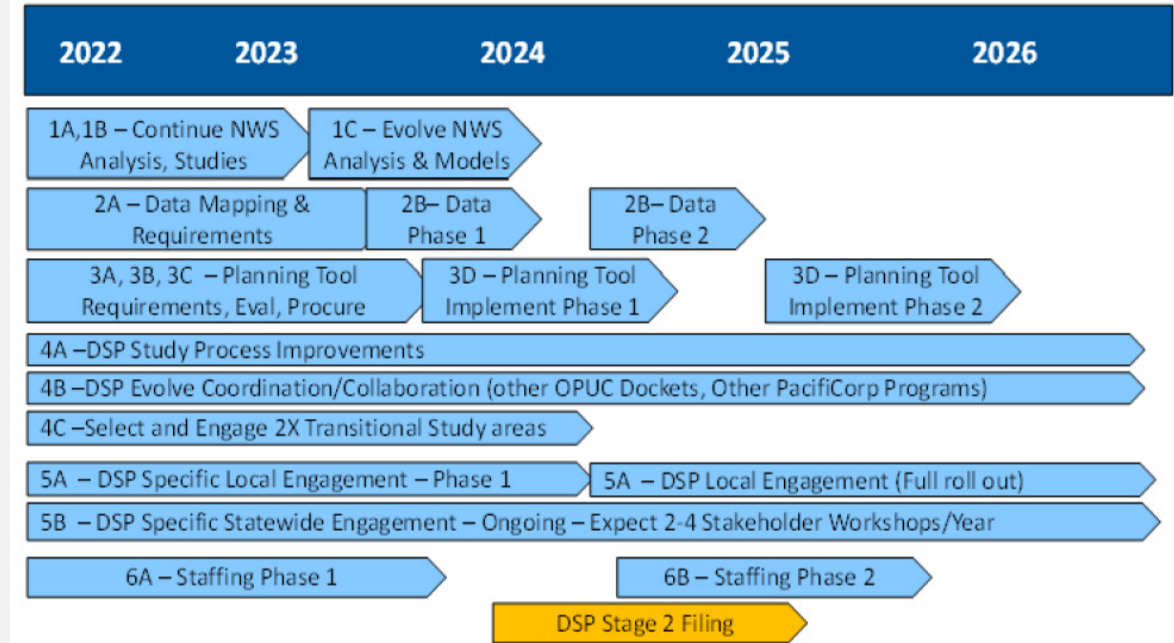 2022 2023 2024 2025 2026
1A,1B – Continue NWS
Analysis, Studies
1C – Evolve NWS
Analysis & Models
2A – Data Mapping &
Requirements
2B– Data
Phase 1
2B– Data
Phase 2
3A, 3B, 3C – Planning Tool
Requirements, Eval, Procure
3D – Planning Tool
Implement Phase 1
3D – Planning Tool
Implement Phase 2
4A –DSP Study Process Improvements
4B –DSP Evolve Coordination/Collaboration (other OPUC Dockets, Other PacifiCorp Programs)
4C –Select and Engage 2X Transitional Study areas
5A – DSP Specific Local Engagement – Phase 1
5A – DSP Local Engagement (Full roll out)
5B – DSP Specific Statewide Engagement – Ongoing – Expect 2-4 Stakeholder Workshops/Year
6A – Staffing Phase 1
6B – Staffing Phase 2
DSP Stage 2 Filing